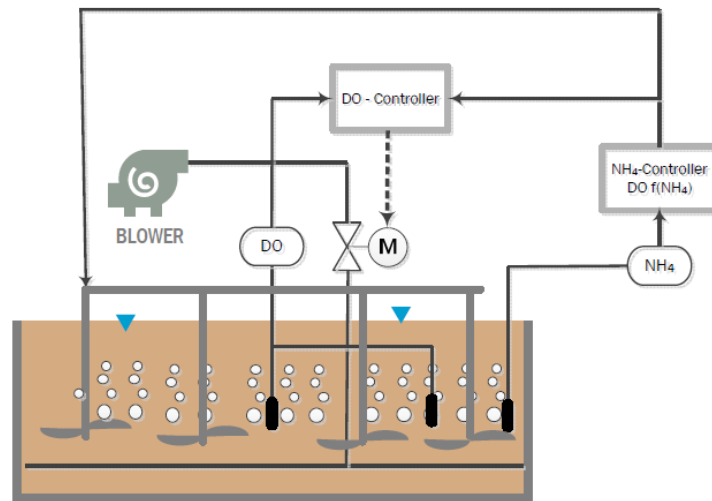 DO - Controller
NH₄-Controller
DO f(NH₄)
BLOWER
DO
M
NH₄